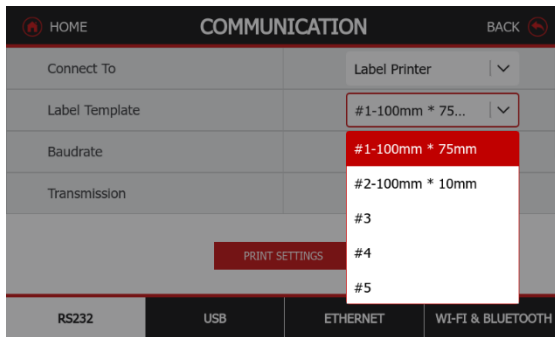 HOME COMMUNICATION BACK
Connect To Label Printer
Label Template #1-100mm * 75...
#1-100mm * 75mm
#2-100mm * 10mm
#3
#4
#5
Baudrate
Transmission
PRINT SETTINGS
RS232 USB ETHERNET WI-FI & BLUETOOTH